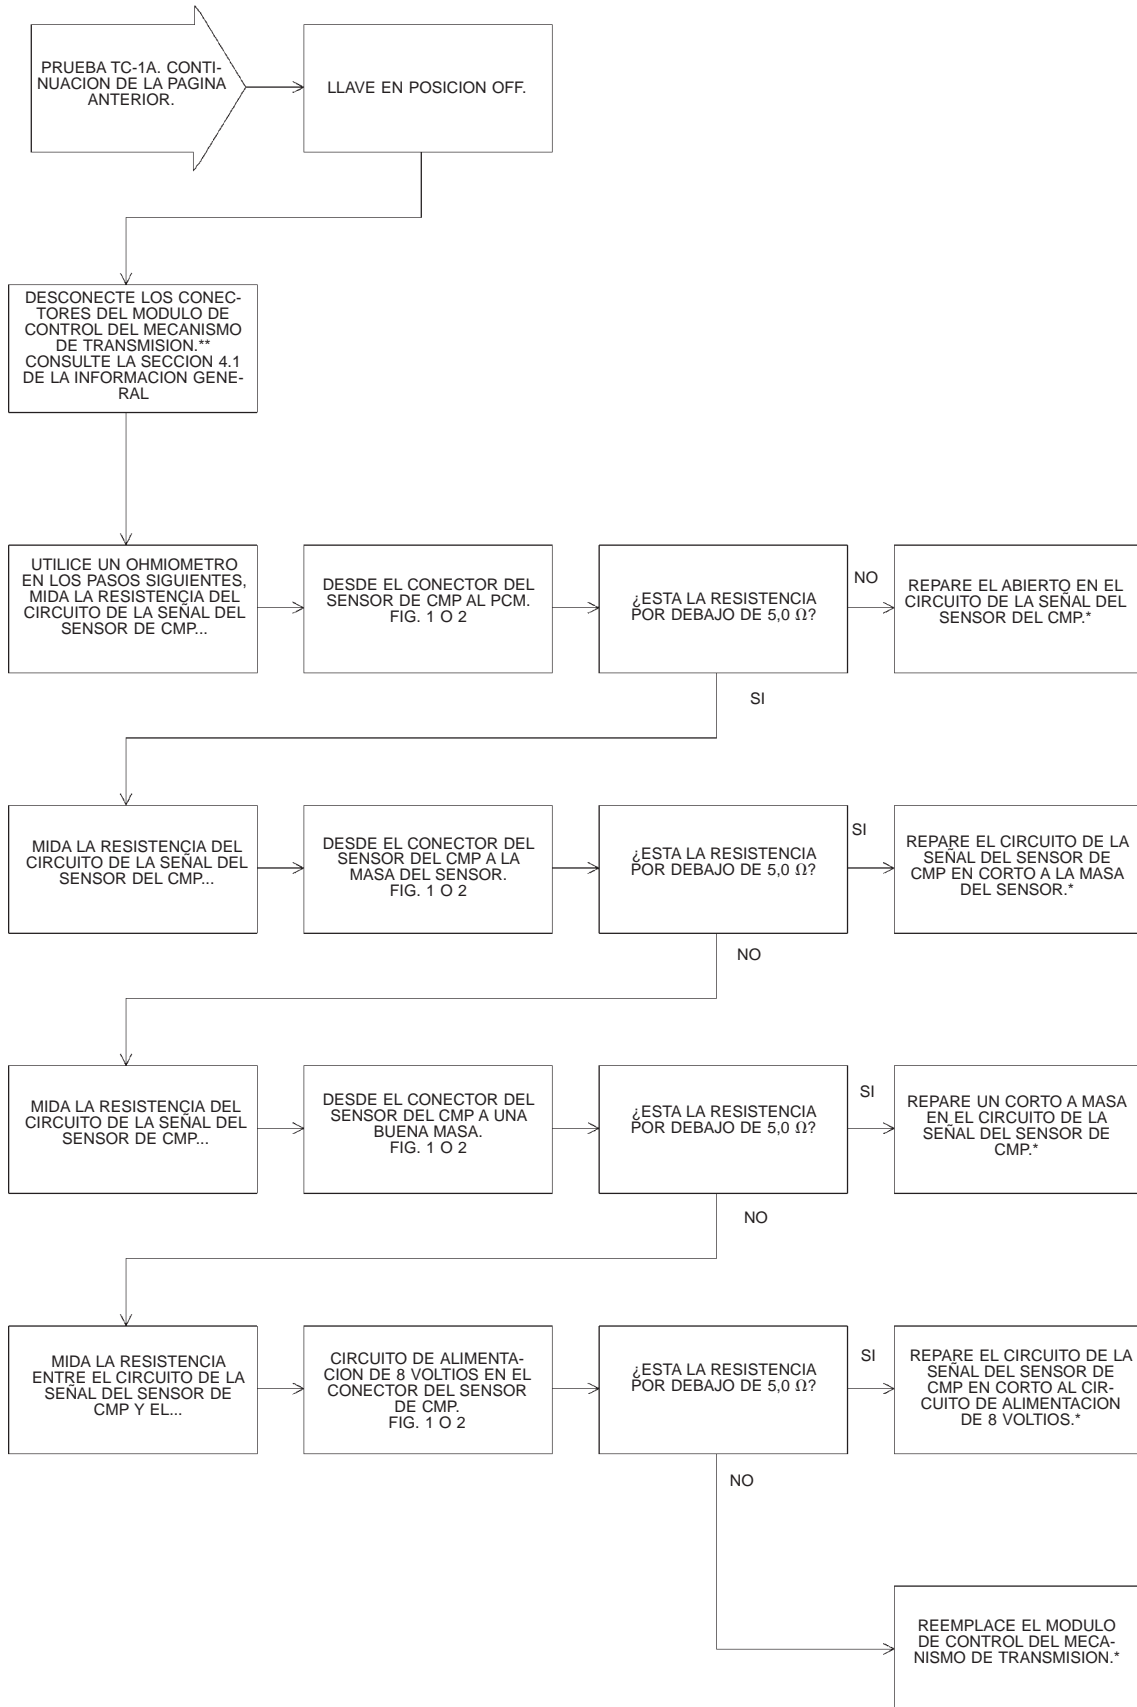 PRUEBA TC-1A. CONTI-
NUACION DE LA PAGINA
ANTERIOR.
LLAVE EN POSICION OFF.
DESCONECTE LOS CONEC-
TORES DEL MODULO DE
CONTROL DEL MECANISMO
DE TRANSMISION.**
CONSULTE LA SECCION 4.1
DE LA INFORMACION GENE-
RAL
UTILICE UN OHMIOMETRO
EN LOS PASOS SIGUIENTES,
MIDA LA RESISTENCIA DEL
CIRCUITO DE LA SEÑAL DEL
SENSOR DE CMP...
DESDE EL CONECTOR DEL
SENSOR DE CMP AL PCM.
FIG. 1 O 2
¿ESTA LA RESISTENCIA
POR DEBAJO DE 5,0 Ω?
NO
REPARE EL ABIERTO EN EL
CIRCUITO DE LA SEÑAL DEL
SENSOR DEL CMP.*
SI
MIDA LA RESISTENCIA DEL
CIRCUITO DE LA SEÑAL DEL
SENSOR DEL CMP...
DESDE EL CONECTOR DEL
SENSOR DEL CMP A LA
MASA DEL SENSOR.
FIG. 1 O 2
¿ESTA LA RESISTENCIA
POR DEBAJO DE 5,0 Ω?
SI
REPARE EL CIRCUITO DE LA
SEÑAL DEL SENSOR DE
CMP EN CORTO A LA MASA
DEL SENSOR.*
NO
MIDA LA RESISTENCIA DEL
CIRCUITO DE LA SEÑAL DEL
SENSOR DE CMP...
DESDE EL CONECTOR DEL
SENSOR DEL CMP A UNA
BUENA MASA.
FIG. 1 O 2
¿ESTA LA RESISTENCIA
POR DEBAJO DE 5,0 Ω?
SI
REPARE UN CORTO A MASA
EN EL CIRCUITO DE LA
SEÑAL DEL SENSOR DE
CMP.*
NO
MIDA LA RESISTENCIA
ENTRE EL CIRCUITO DE LA
SEÑAL DEL SENSOR DE
CMP Y EL...
CIRCUITO DE ALIMENTA-
CION DE 8 VOLTIOS EN EL
CONECTOR DEL SENSOR
DE CMP.
FIG. 1 O 2
¿ESTA LA RESISTENCIA
POR DEBAJO DE 5,0 Ω?
SI
REPARE EL CIRCUITO DE LA
SEÑAL DEL SENSOR DE
CMP EN CORTO AL CIR-
CUITO DE ALIMENTACION
DE 8 VOLTIOS.*
NO
REEMPLACE EL MODULO
DE CONTROL DEL MECA-
NISMO DE TRANSMISION.*